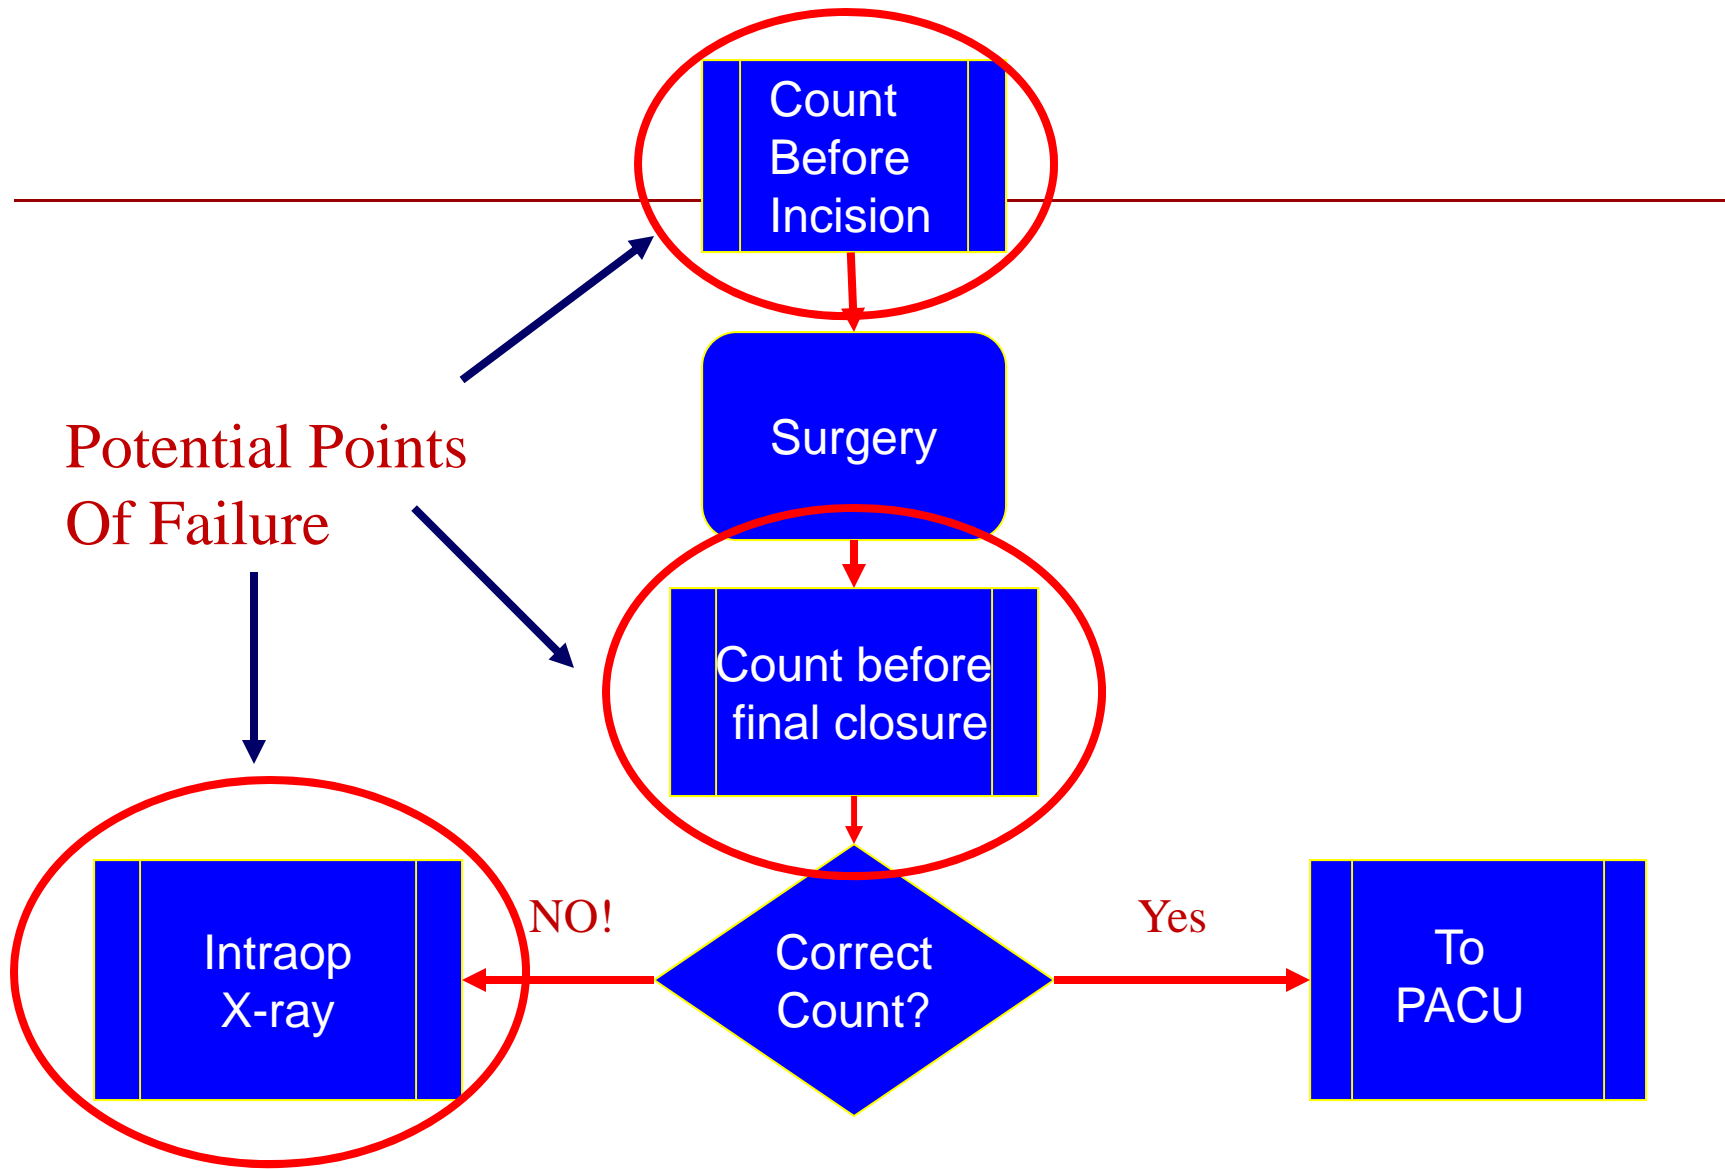 Count
Before
Incision
Surgery
Potential Points
Of Failure
Count before
final closure
NO!
Yes
Intraop
X-ray
Correct
Count?
To
PACU